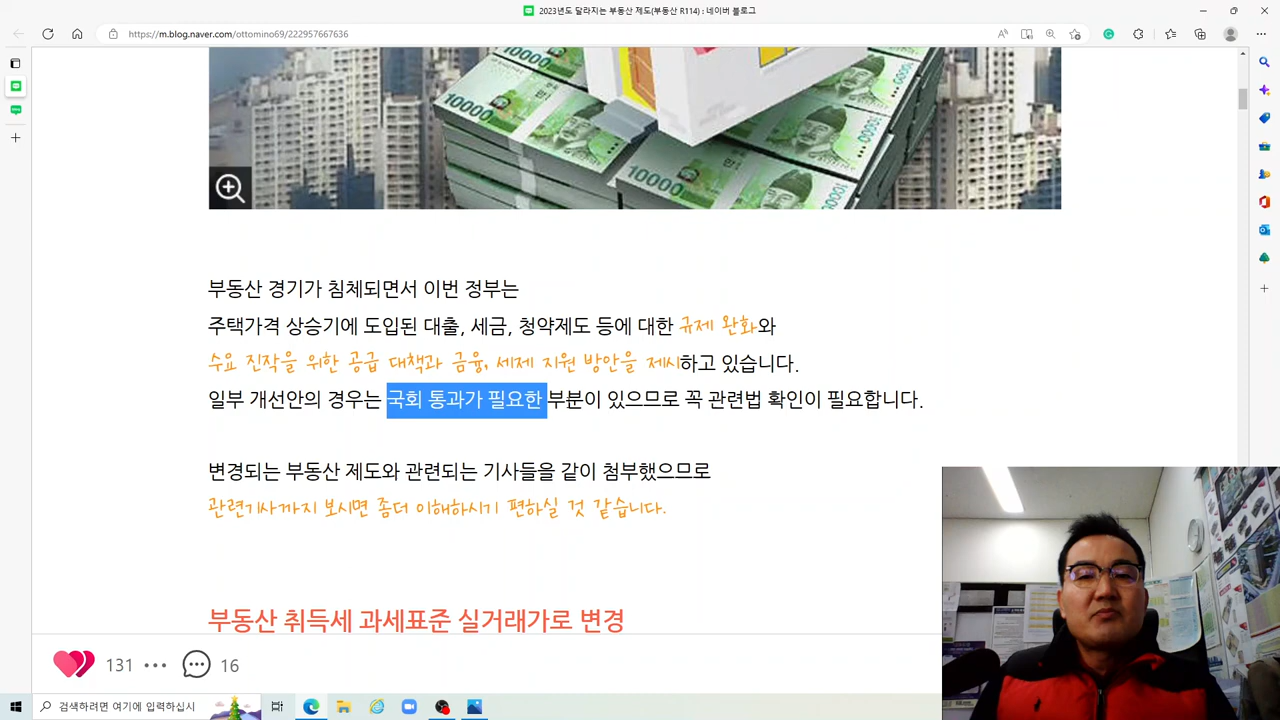 2023년도 달라지는 부동산 제도(부동산 R114) : 네이버 블로그
https://m.blog.naver.com/ottomino69/222957667636
10000
10000
10000
부동산 경기가 침체되면서 이번 정부는
주택가격 상승기에 도입된 대출, 세금, 청약제도 등에 대한 규제 완화와
수요 진작을 위한 공급 대책과 금융, 세제 지원 방안을 제시하고 있습니다.
일부 개선안의 경우는 국회 통과가 필요한 부분이 있으므로 꼭 관련법 확인이 필요합니다.
변경되는 부동산 제도와 관련되는 기사들을 같이 첨부했으므로
관련기사까지 보시면 좀더 이해하시기 편하실 것 같습니다.
부동산 취득세 과세표준 실거래가로 변경
131
16
검색하려면 여기에 입력하십시